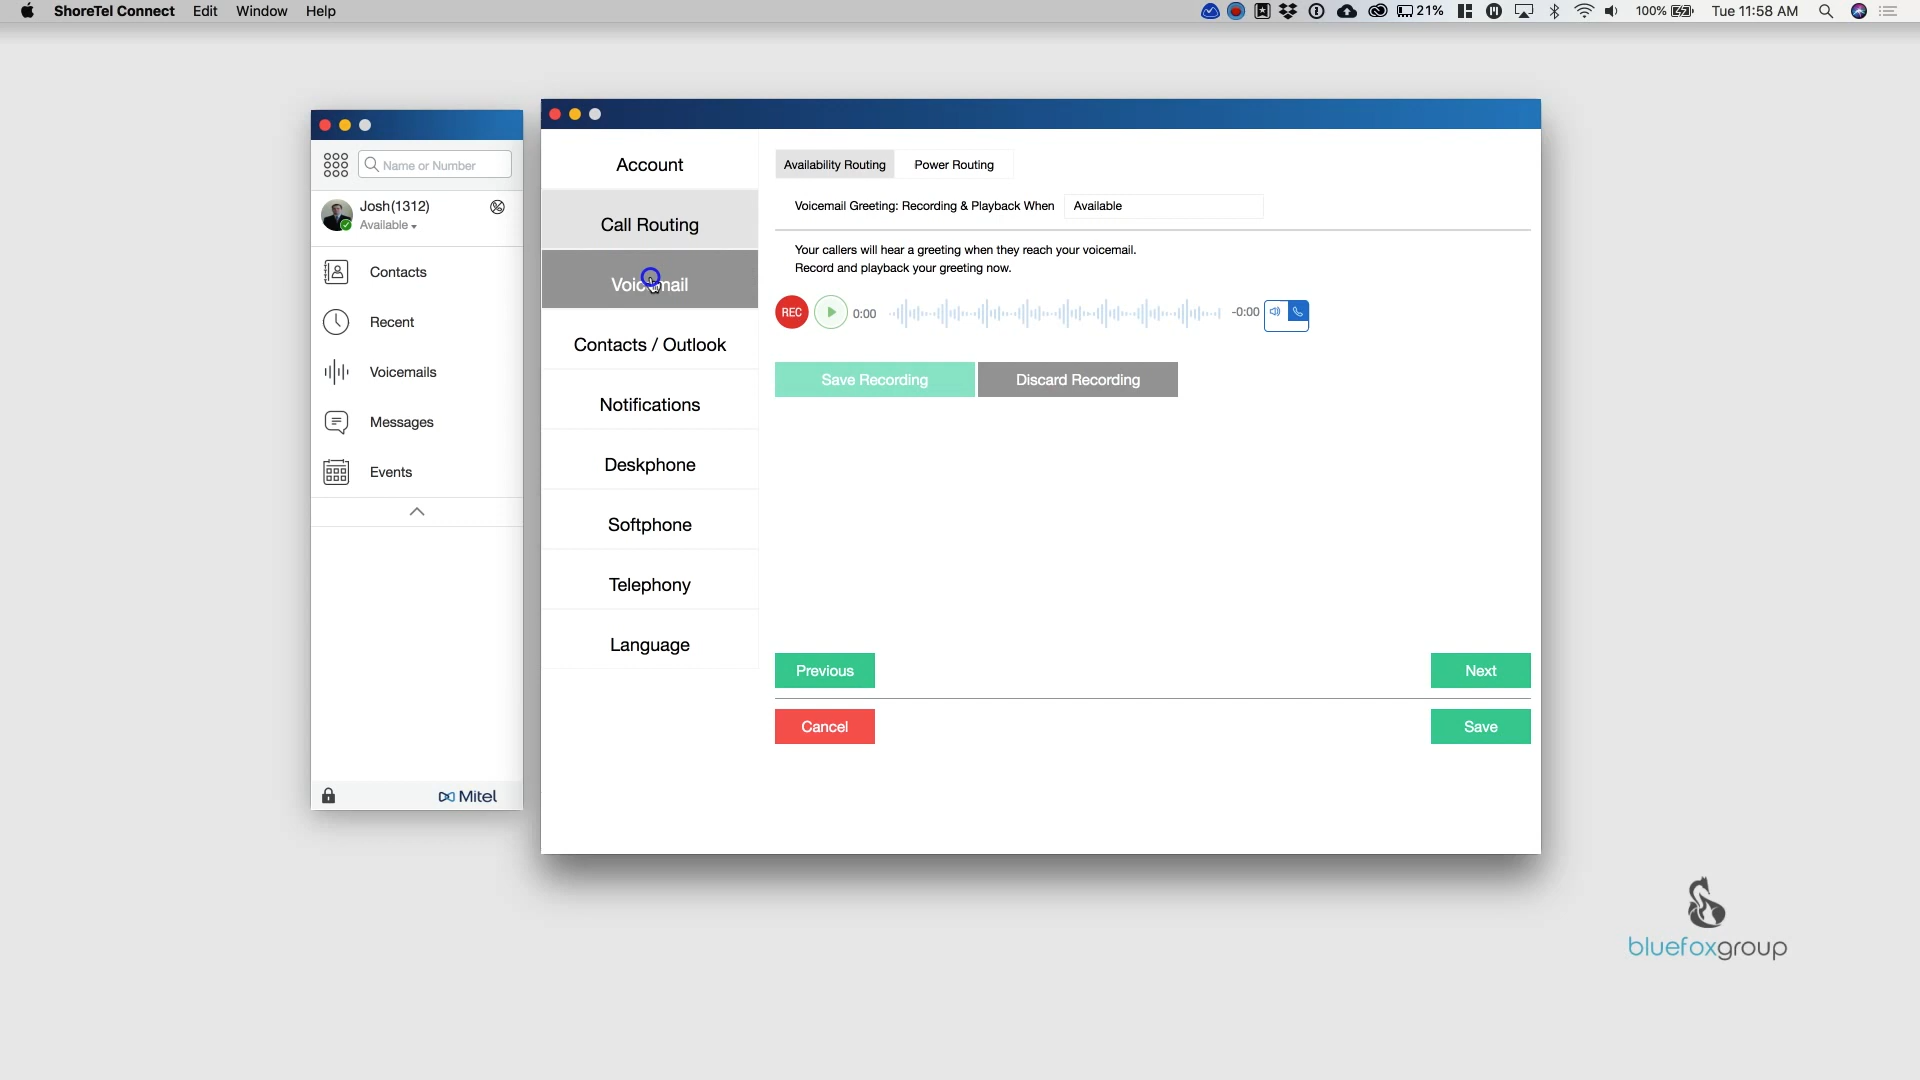 ShoreTel Connect Edit Window Help 21% 100% Tue 11:58 AM
Name or Number
Josh(1312)
Available
Contacts
Recent
Voicemails
Messages
Events
Mitel
Account
Call Routing
Voicemail
Contacts / Outlook
Notifications
Deskphone
Softphone
Telephony
Language
Availability Routing Power Routing
Voicemail Greeting: Recording & Playback When Available
Your callers will hear a greeting when they reach your voicemail.
Record and playback your greeting now.
REC 0:00 -0:00
Save Recording Discard Recording
Previous Next
Cancel Save
bluefoxgroup